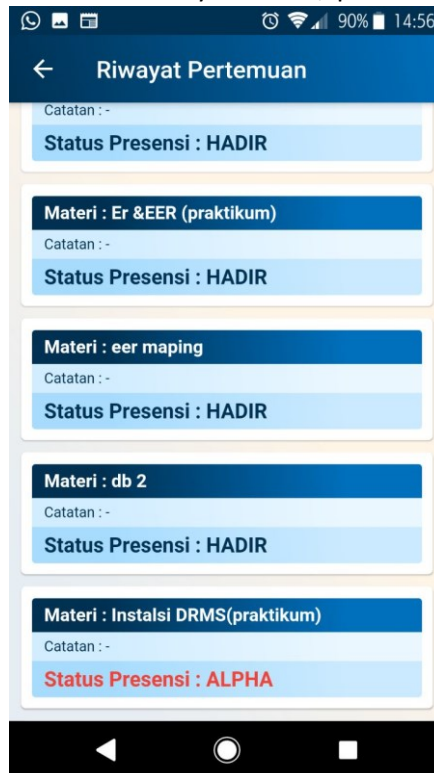 90% 14:56
Riwayat Pertemuan
Catatan : -
Status Presensi : HADIR
Materi : Er &EER (praktikum)
Catatan : -
Status Presensi : HADIR
Materi : eer maping
Catatan : -
Status Presensi : HADIR
Materi : db 2
Catatan : -
Status Presensi : HADIR
Materi : Instalsi DRMS(praktikum)
Catatan : -
Status Presensi : ALPHA